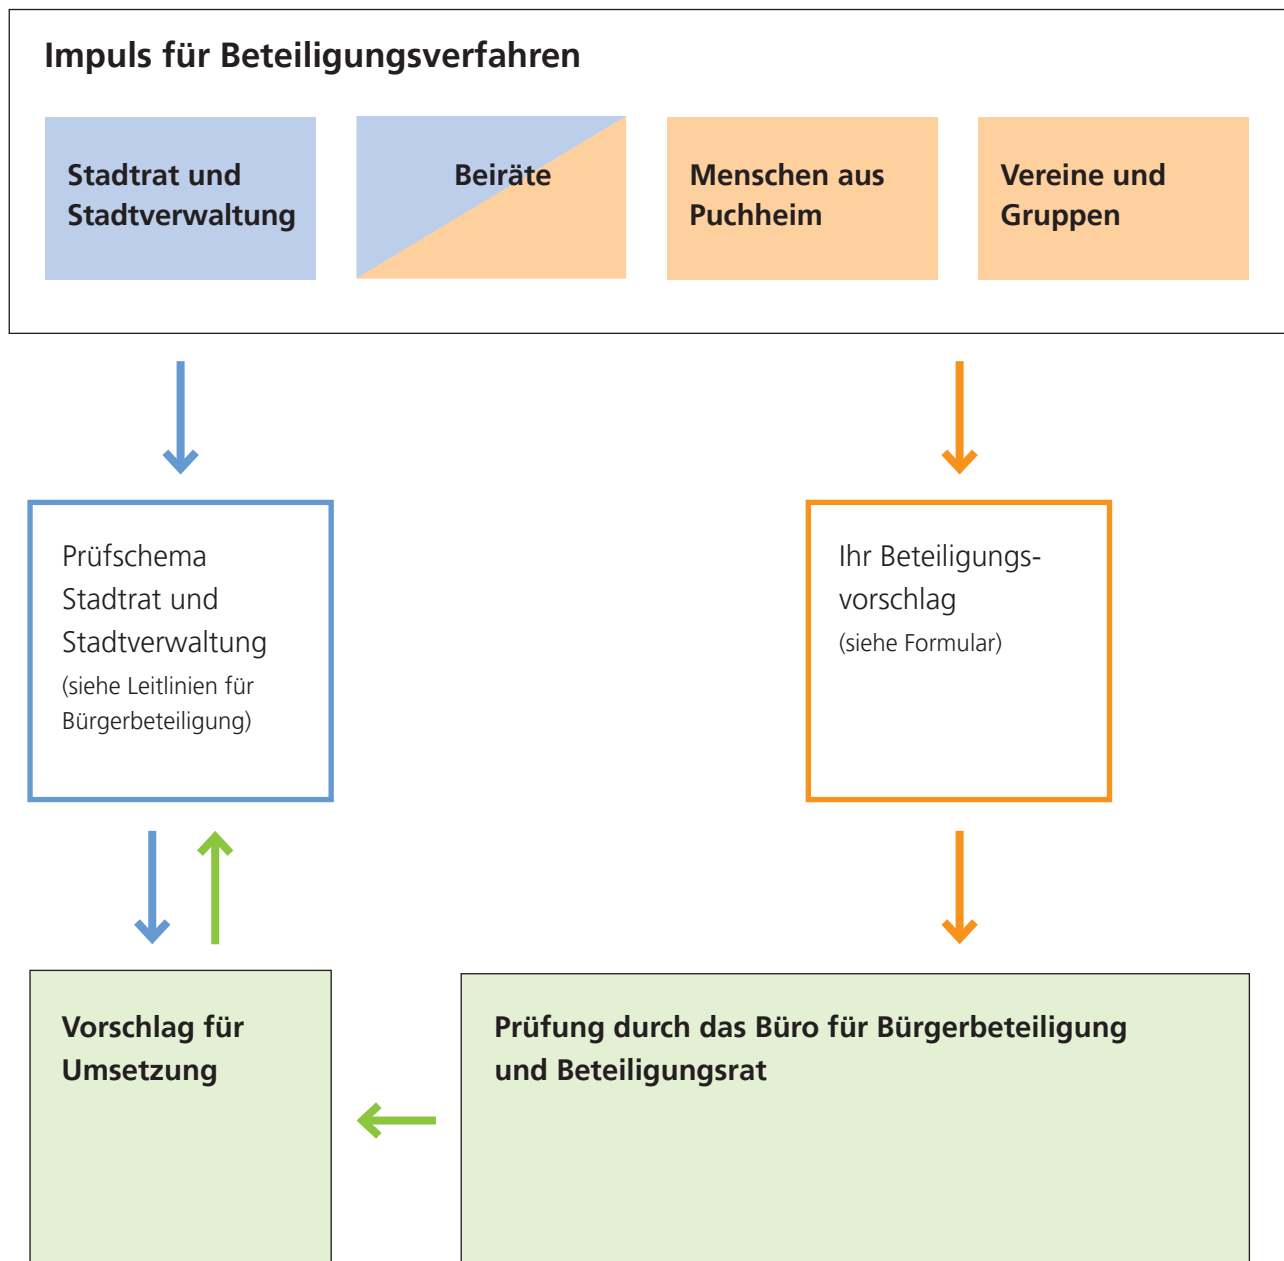 Impuls für Beteiligungsverfahren
Stadtrat und
Stadtverwaltung
Beiräte
Menschen aus
Puchheim
Vereine und
Gruppen
Prüfschema
Stadtrat und
Stadtverwaltung
(siehe Leitlinien für
Bürgerbeteiligung)
Ihr Beteiligungs-
vorschlag
(siehe Formular)
Vorschlag für
Umsetzung
Prüfung durch das Büro für Bürgerbeteiligung
und Beteiligungsrat